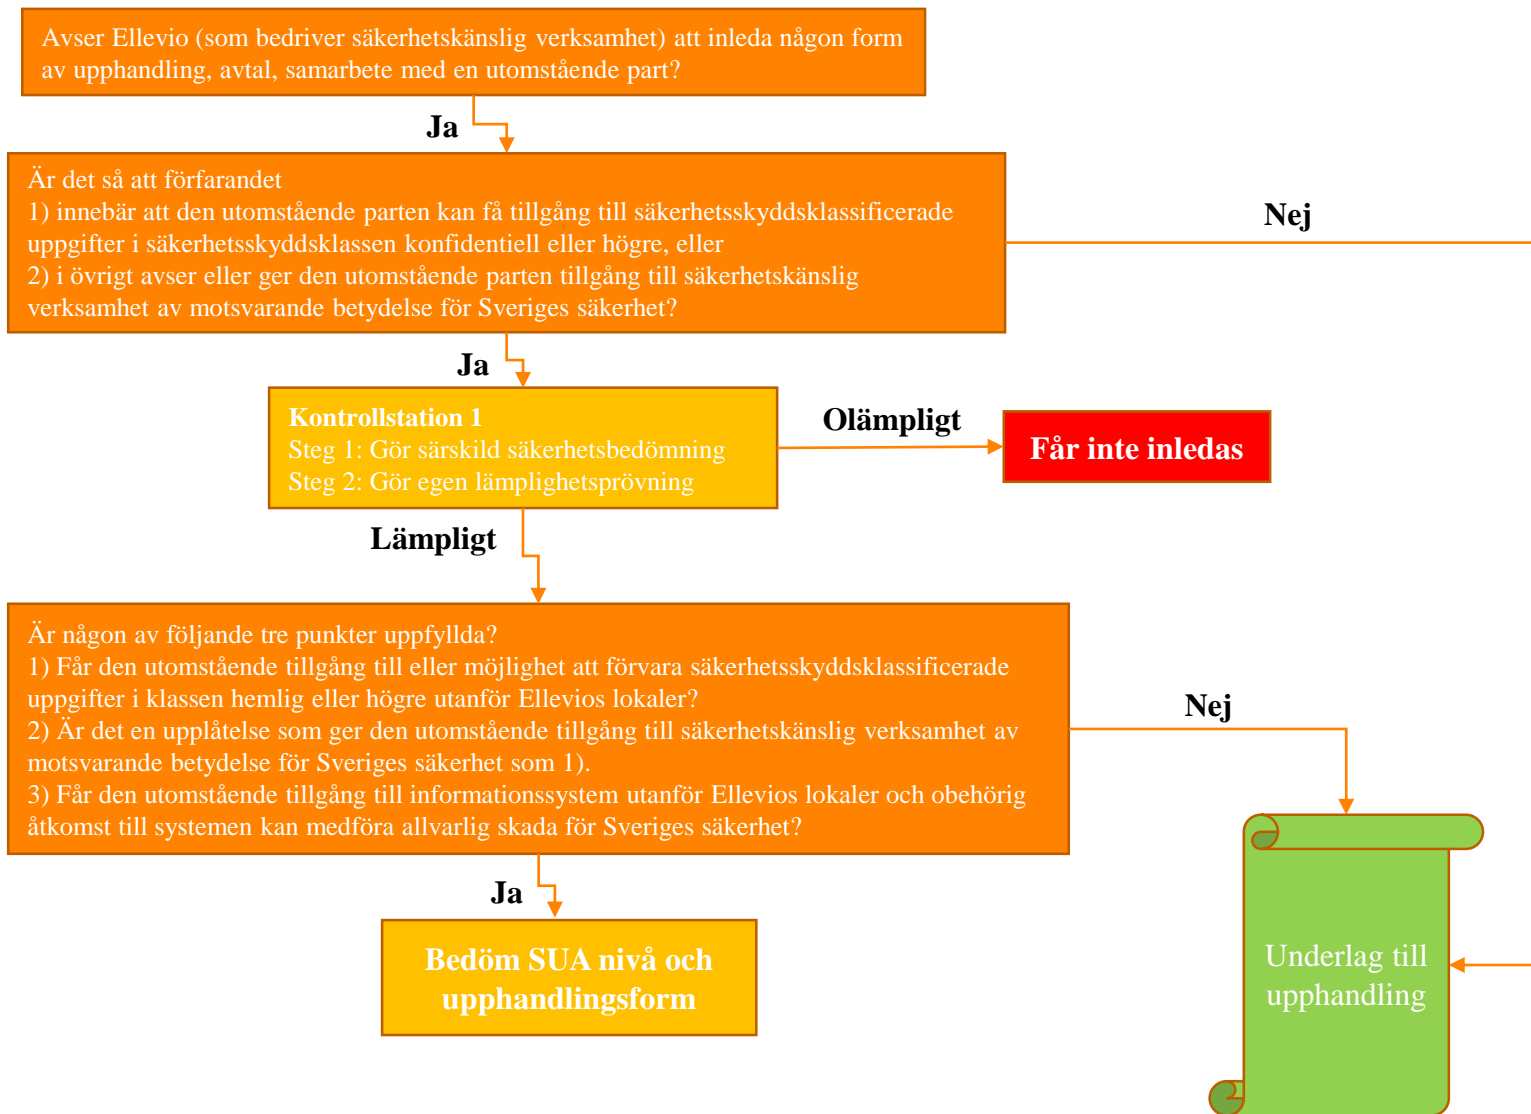 Avser Ellevio (som bedriver säkerhetskänslig verksamhet) att inleda någon form
av upphandling, avtal, samarbete med en utomstående part?
Ja
Är det så att förfarandet
1) innebär att den utomstående parten kan få tillgång till säkerhetsskyddsklassificerade
uppgifter i säkerhetsskyddsklassen konfidentiell eller högre, eller
2) i övrigt avser eller ger den utomstående parten tillgång till säkerhetskänslig
verksamhet av motsvarande betydelse för Sveriges säkerhet?
Nej
Ja
Kontrollstation 1
Steg 1: Gör särskild säkerhetsbedömning
Steg 2: Gör egen lämplighetsprövning
Olämpligt
Får inte inledas
Lämpligt
Är någon av följande tre punkter uppfyllda?
1) Får den utomstående tillgång till eller möjlighet att förvara säkerhetsskyddsklassificerade
uppgifter i klassen hemlig eller högre utanför Ellevios lokaler?
2) Är det en upplåtelse som ger den utomstående tillgång till säkerhetskänslig verksamhet av
motsvarande betydelse för Sveriges säkerhet som 1).
3) Får den utomstående tillgång till informationssystem utanför Ellevios lokaler och obehörig
åtkomst till systemen kan medföra allvarlig skada för Sveriges säkerhet?
Nej
Ja
Bedöm SUA nivå och
upphandlingsform
Underlag till
upphandling